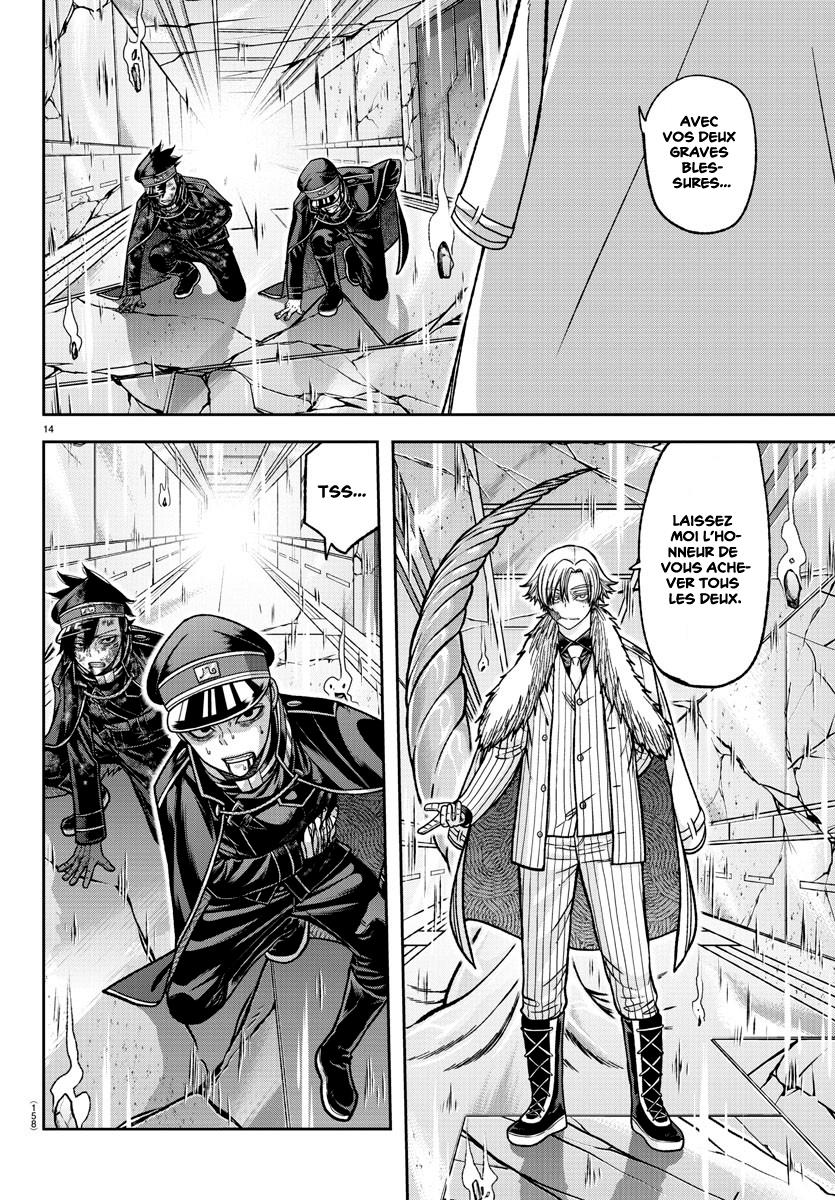 AVEC
VOS DEUX
GRAVES
BLES-
SURES...
14
LAISSEZ
MOI L'HO-
NNEUR DE
VOUS ACHE-
VER TOUS
LES DEUX.
TSS...
(158)